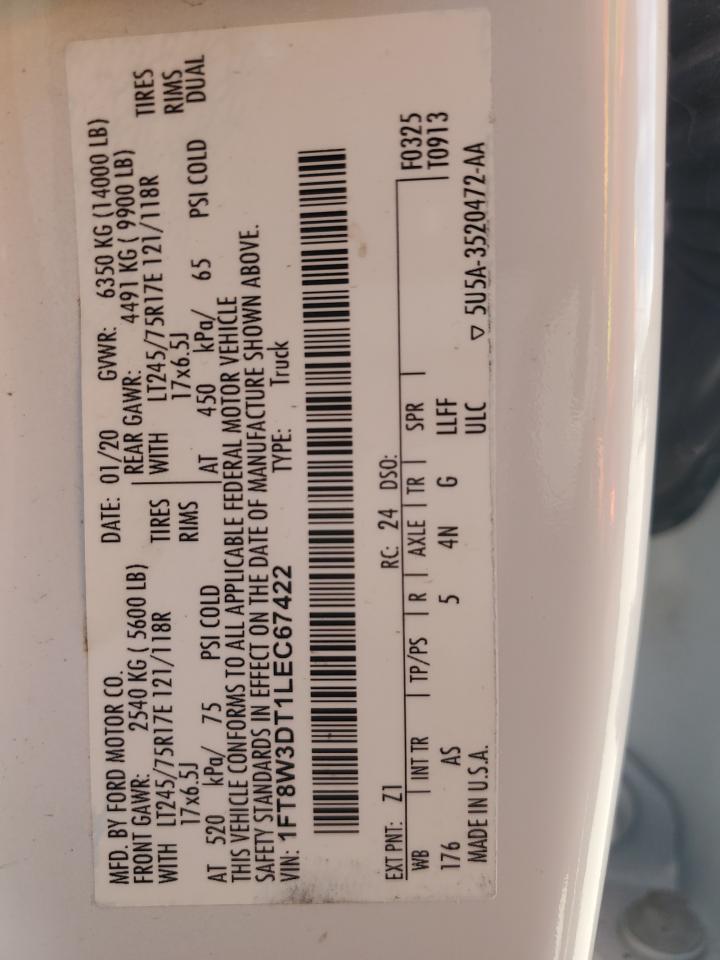 MFD. BY FORD MOTOR CO. DATE: 01/20 GVWR: 6350 KG (14000 LB)
FRONT GAWR: 2540 KG ( 5600 LB) REAR GAWR: 4491 KG ( 9900 LB)
WITH LT245/75R17E 121/118R TIRES WITH LT245/75R17E 121/118R TIRES
17x6.5J RIMS 17x6.5J RIMS
AT 520 kPa/ 75 PSI COLD AT 450 kPa/ 65 PSI COLD DUAL
THIS VEHICLE CONFORMS TO ALL APPLICABLE FEDERAL MOTOR VEHICLE
SAFETY STANDARDS IN EFFECT ON THE DATE OF MANUFACTURE SHOWN ABOVE.
VIN: 1FT8W3DT1LEC67422 TYPE: Truck
EXT PNT: Z1 RC: 24 DSO: F0325
WB INT TR TP/PS R AXLE TR SPR T0913
176 AS 5 4N G LLFF
MADE IN U.S.A. ULC ▽ 5U5A-3520472-AA